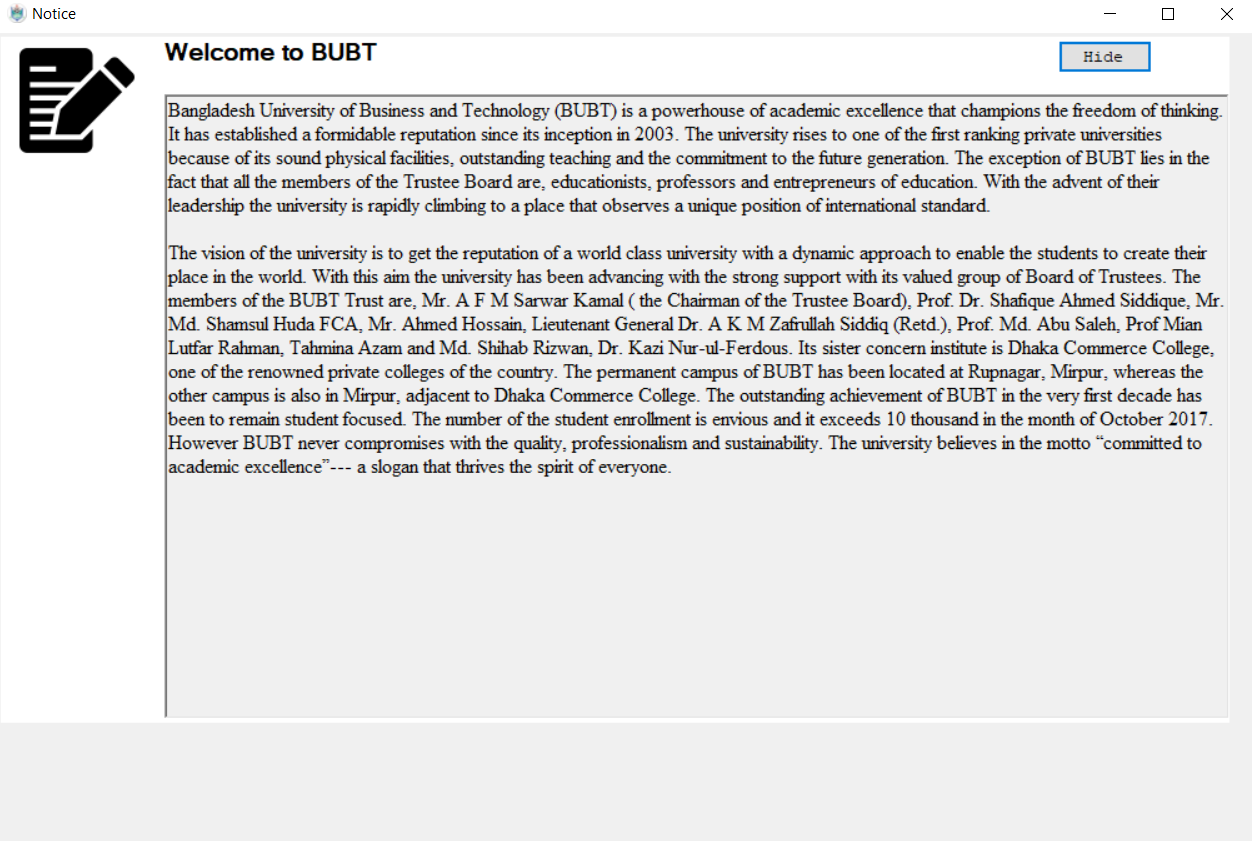 Notice
Welcome to BUBT
Hide
Bangladesh University of Business and Technology (BUBT) is a powerhouse of academic excellence that champions the freedom of thinking.
It has established a formidable reputation since its inception in 2003. The university rises to one of the first ranking private universities
because of its sound physical facilities, outstanding teaching and the commitment to the future generation. The exception of BUBT lies in the
fact that all the members of the Trustee Board are, educationists, professors and entrepreneurs of education. With the advent of their
leadership the university is rapidly climbing to a place that observes a unique position of international standard.
The vision of the university is to get the reputation of a world class university with a dynamic approach to enable the students to create their
place in the world. With this aim the university has been advancing with the strong support with its valued group of Board of Trustees. The
members of the BUBT Trust are, Mr. A F M Sarwar Kamal ( the Chairman of the Trustee Board), Prof. Dr. Shafique Ahmed Siddique, Mr.
Md. Shamsul Huda FCA, Mr. Ahmed Hossain, Lieutenant General Dr. A K M Zafrullah Siddiq (Retd.), Prof. Md. Abu Saleh, Prof Mian
Lutfar Rahman, Tahmina Azam and Md. Shihab Rizwan, Dr. Kazi Nur-ul-Ferdous. Its sister concern institute is Dhaka Commerce College,
one of the renowned private colleges of the country. The permanent campus of BUBT has been located at Rupnagar, Mirpur, whereas the
other campus is also in Mirpur, adjacent to Dhaka Commerce College. The outstanding achievement of BUBT in the very first decade has
been to remain student focused. The number of the student enrollment is envious and it exceeds 10 thousand in the month of October 2017.
However BUBT never compromises with the quality, professionalism and sustainability. The university believes in the motto “committed to
academic excellence”--- a slogan that thrives the spirit of everyone.